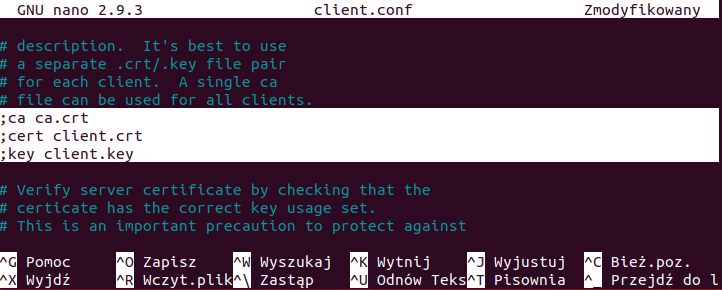 GNU nano 2.9.3 client.conf Zmodyfikowany
# description.  It's best to use
# a separate .crt/.key file pair
# for each client.  A single ca
# file can be used for all clients.
;ca ca.crt
;cert client.crt
;key client.key
# Verify server certificate by checking that the
# certicate has the correct key usage set.
# This is an important precaution to protect against
^G Pomoc ^O Zapisz ^W Wyszukaj ^K Wytnij ^J Wyjustuj ^C Bież.poz.
^X Wyjdź ^R Wczyt.plik ^\ Zastąp ^U Odnów Teks ^T Pisownia ^_ Przejdź do l